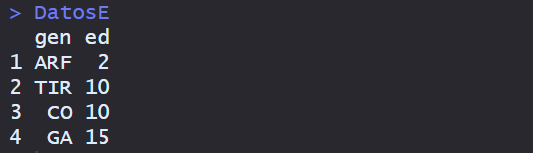 > DatosE
  gen ed
1 ARF  2
2 TIR 10
3  CO 10
4  GA 15